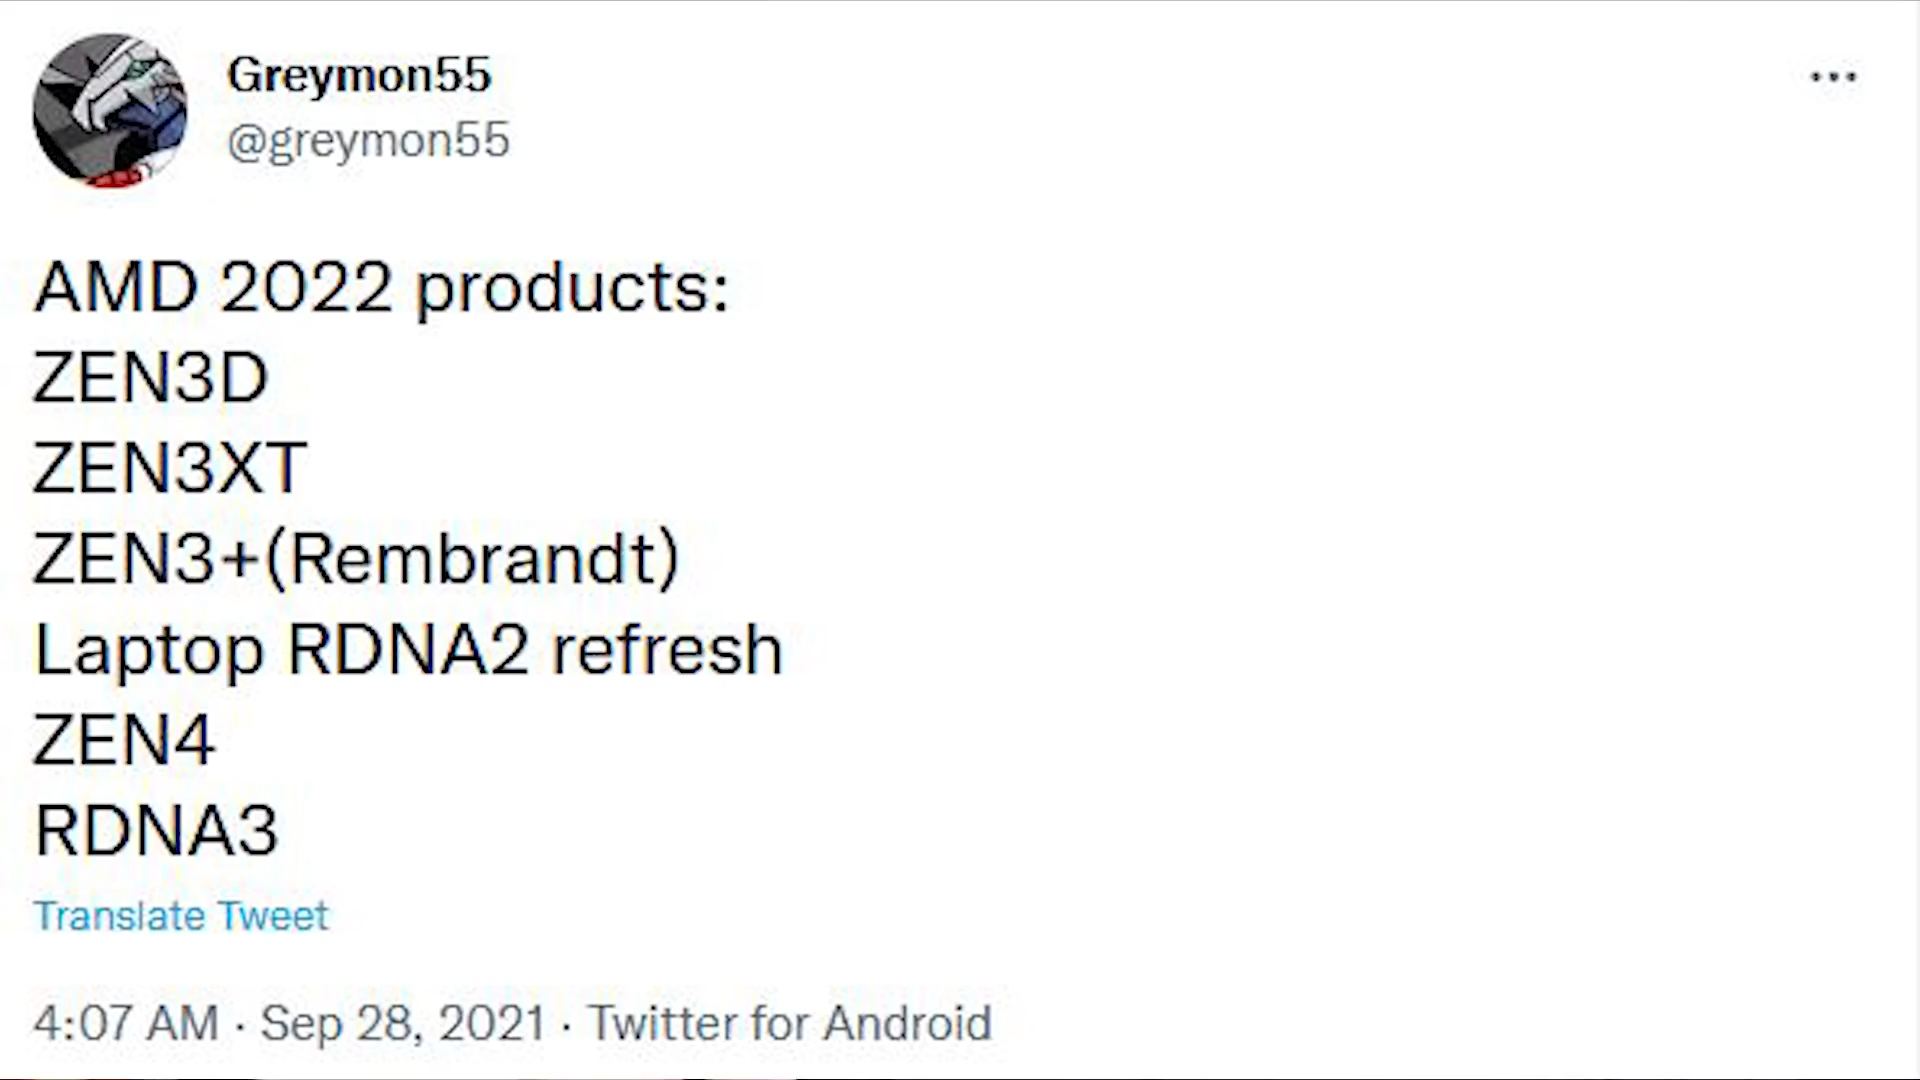 Greymon55
@greymon55
AMD 2022 products:
ZEN3D
ZEN3XT
ZEN3+(Rembrandt)
Laptop RDNA2 refresh
ZEN4
RDNA3
Translate Tweet
4:07 AM · Sep 28, 2021 · Twitter for Android